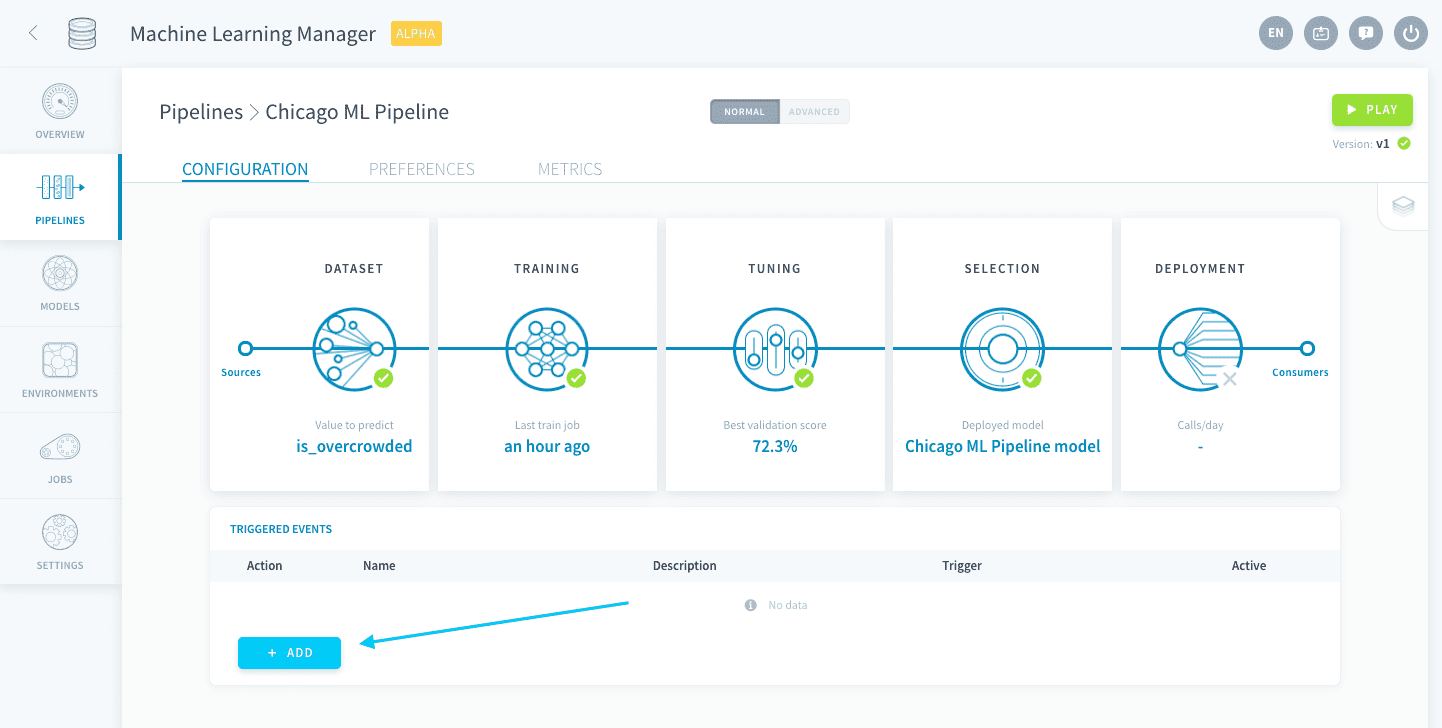 Machine Learning Manager ALPHA
EN
OVERVIEW
PIPELINES
MODELS
ENVIRONMENTS
JOBS
SETTINGS
Pipelines > Chicago ML Pipeline
NORMAL ADVANCED
PLAY
Version: v1
CONFIGURATION PREFERENCES METRICS
DATASET
Sources
Value to predict
is_overcrowded
TRAINING
Last train job
an hour ago
TUNING
Best validation score
72.3%
SELECTION
Deployed model
Chicago ML Pipeline model
DEPLOYMENT
Consumers
Calls/day
-
TRIGGERED EVENTS
Action Name Description Trigger Active
No data
+ ADD